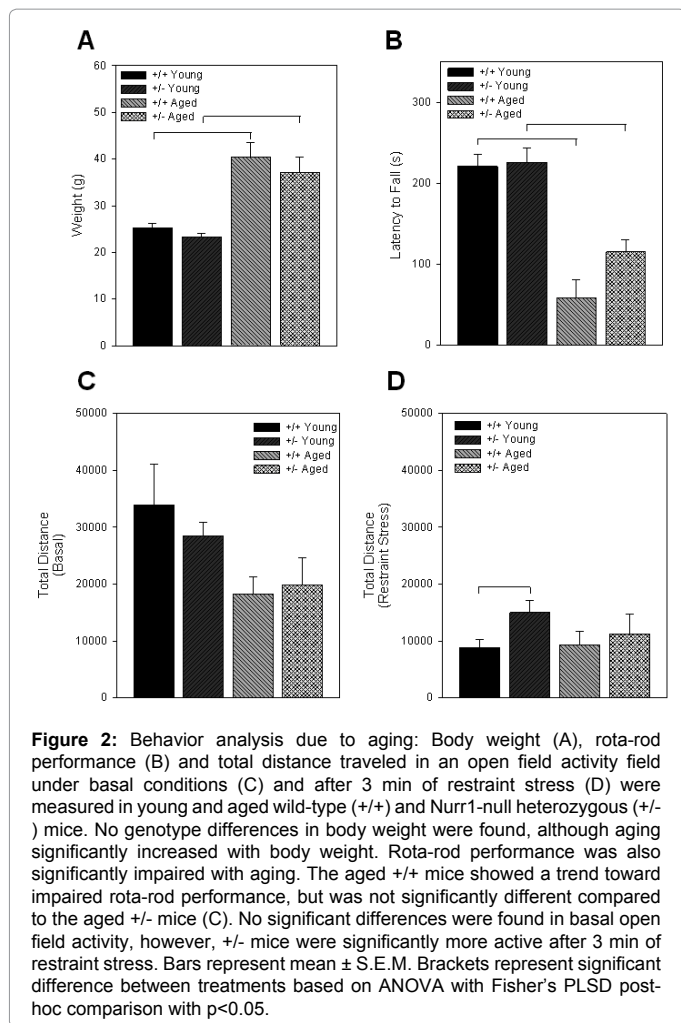 A
Weight (g)
60
50
40
30
20
10
0
+/+ Young
+/- Young
+/+ Aged
+/- Aged
B
Latency to Fall (s)
300
200
100
0
+/+ Young
+/- Young
+/+ Aged
+/- Aged
C
Total Distance
(Basal)
50000
40000
30000
20000
10000
0
+/+ Young
+/- Young
+/+ Aged
+/- Aged
D
Total Distance
(Restraint Stress)
50000
40000
30000
20000
10000
0
+/+ Young
+/- Young
+/+ Aged
+/- Aged
Figure 2: Behavior analysis due to aging: Body weight (A), rota-rod
performance (B) and total distance traveled in an open field activity field
under basal conditions (C) and after 3 min of restraint stress (D) were
measured in young and aged wild-type (+/+) and Nurr1-null heterozygous (+/-
) mice. No genotype differences in body weight were found, although aging
significantly increased with body weight. Rota-rod performance was also
significantly impaired with aging. The aged +/+ mice showed a trend toward
impaired rota-rod performance, but was not significantly different compared
to the aged +/- mice (C). No significant differences were found in basal open
field activity, however, +/- mice were significantly more active after 3 min of
restraint stress. Bars represent mean ± S.E.M. Brackets represent significant
difference between treatments based on ANOVA with Fisher's PLSD post-
hoc comparison with p<0.05.